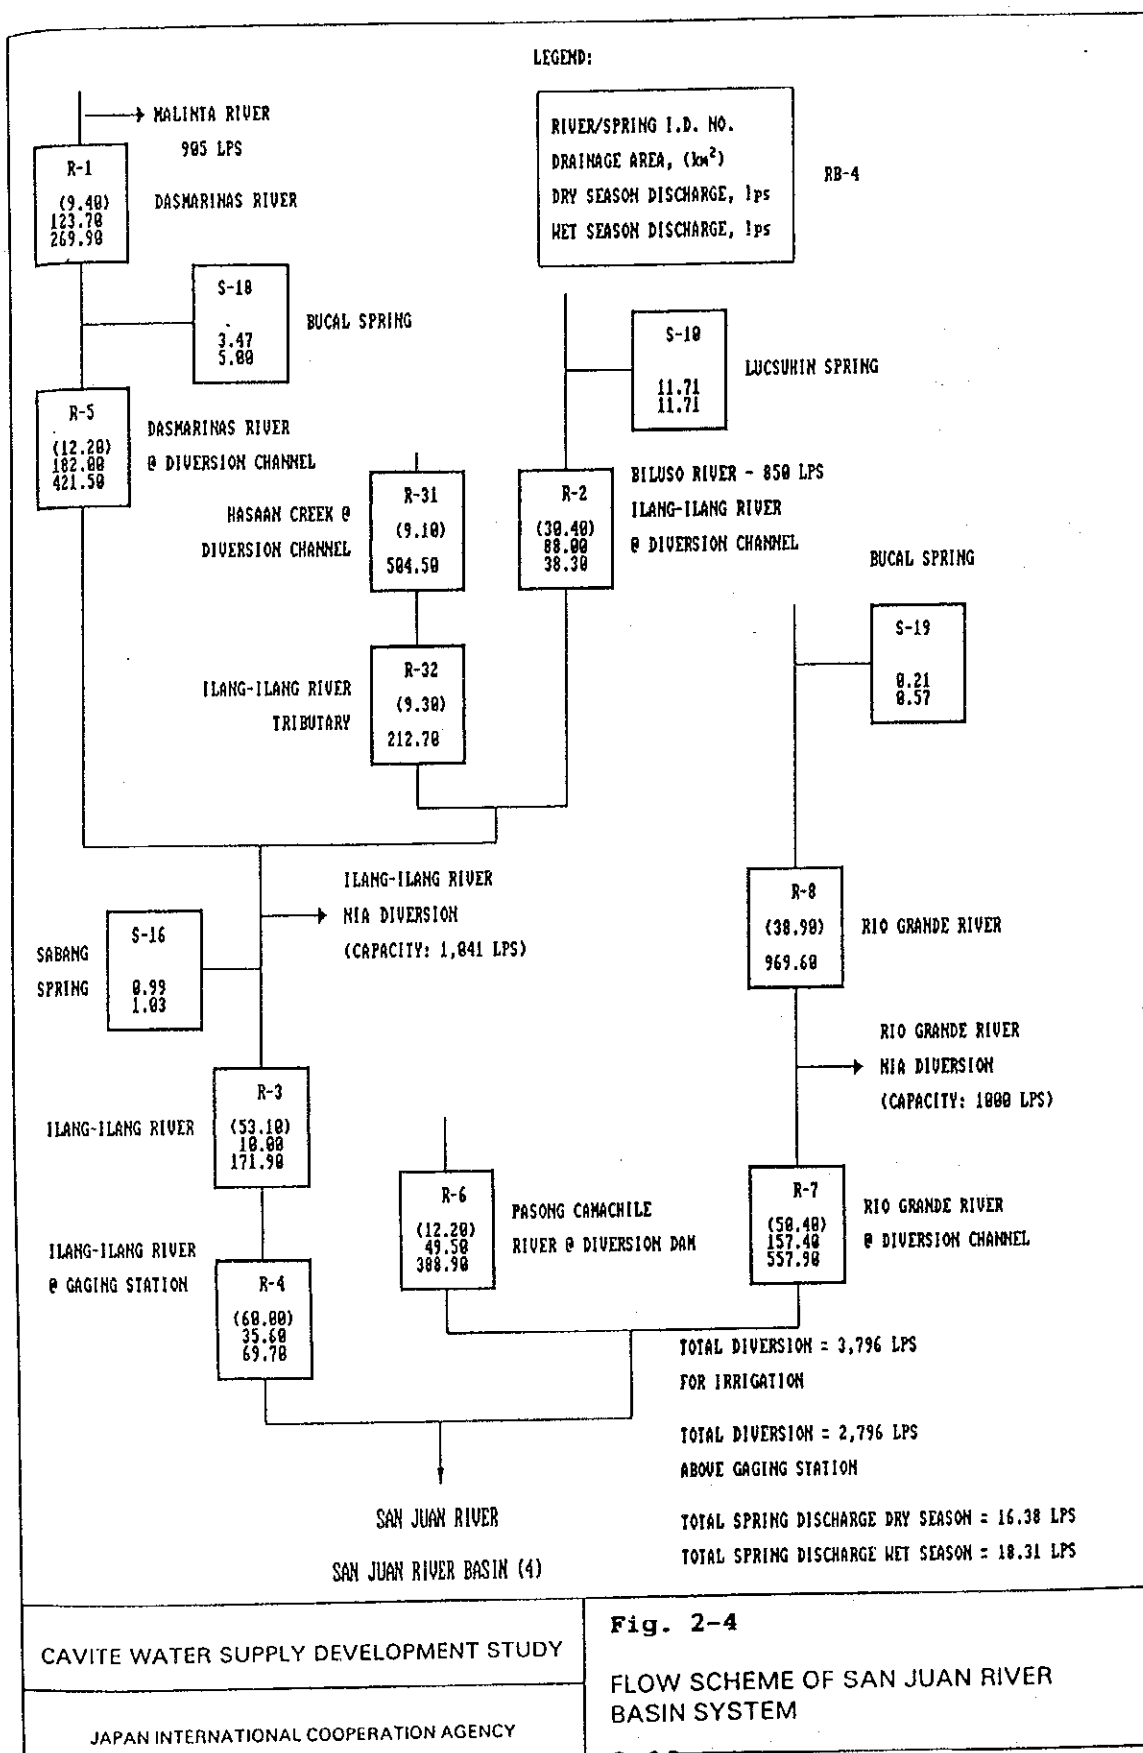 LEGEND:
RIVER/SPRING I.D. NO.
DRAINAGE AREA, (km²)
DRY SEASON DISCHARGE, lps
WET SEASON DISCHARGE, lps
RB-4
MALINTA RIVER
905 LPS
R-1
(9.40)
123.70
269.90
DASMARINAS RIVER
S-18
3.47
5.00
BUCAL SPRING
S-10
11.71
11.71
LUCSUHIN SPRING
R-5
(12.20)
182.00
421.50
DASMARINAS RIVER
@ DIVERSION CHANNEL
HASAAN CREEK @
DIVERSION CHANNEL
R-31
(9.10)
504.50
R-2
(30.40)
88.00
38.30
BILUSO RIVER - 850 LPS
ILANG-ILANG RIVER
@ DIVERSION CHANNEL
BUCAL SPRING
S-19
0.21
0.57
ILANG-ILANG RIVER
TRIBUTARY
R-32
(9.30)
212.70
ILANG-ILANG RIVER
NIA DIVERSION
(CAPACITY: 1,041 LPS)
R-8
(38.90)
969.60
RIO GRANDE RIVER
SABANG
SPRING
S-16
0.99
1.03
RIO GRANDE RIVER
NIA DIVERSION
(CAPACITY: 1000 LPS)
ILANG-ILANG RIVER
R-3
(53.10)
10.00
171.90
R-6
(12.20)
49.50
388.90
PASONG CAMACHILE
RIVER @ DIVERSION DAM
R-7
(50.40)
157.40
557.90
RIO GRANDE RIVER
@ DIVERSION CHANNEL
ILANG-ILANG RIVER
@ GAGING STATION
R-4
(60.00)
35.60
69.70
TOTAL DIVERSION = 3,796 LPS
FOR IRRIGATION
TOTAL DIVERSION = 2,796 LPS
ABOVE GAGING STATION
TOTAL SPRING DISCHARGE DRY SEASON = 16.38 LPS
TOTAL SPRING DISCHARGE WET SEASON = 18.31 LPS
SAN JUAN RIVER
SAN JUAN RIVER BASIN (4)
CAVITE WATER SUPPLY DEVELOPMENT STUDY
JAPAN INTERNATIONAL COOPERATION AGENCY
Fig. 2-4
FLOW SCHEME OF SAN JUAN RIVER
BASIN SYSTEM